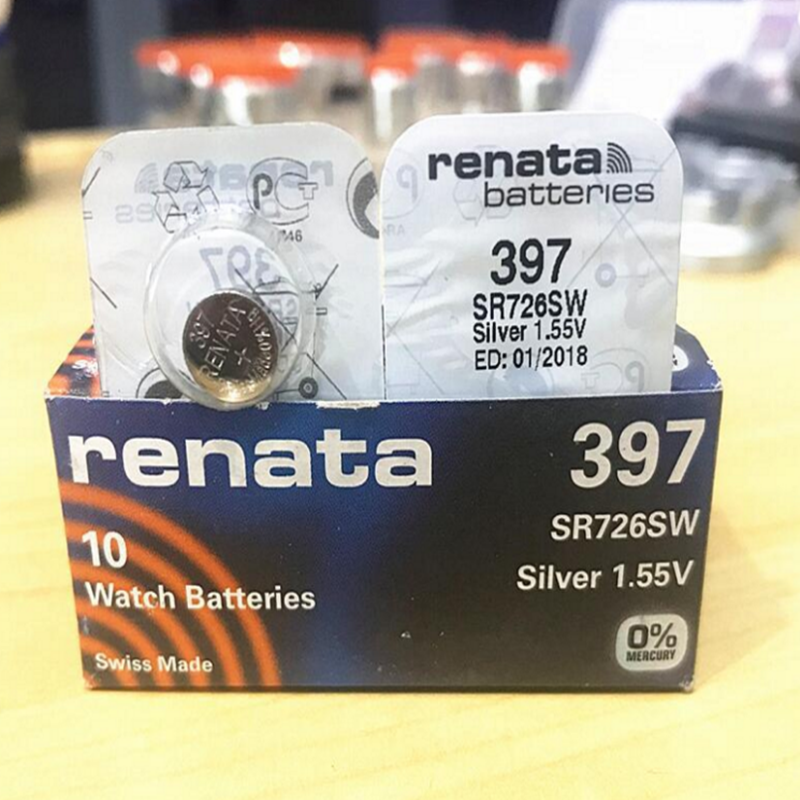 renata
batteries
397
SR726SW
Silver 1.55V
ED: 01/2018
397
RENATA
+
renata
397
SR726SW
10
Watch Batteries
Silver 1.55V
Swiss Made
0%
MERCURY